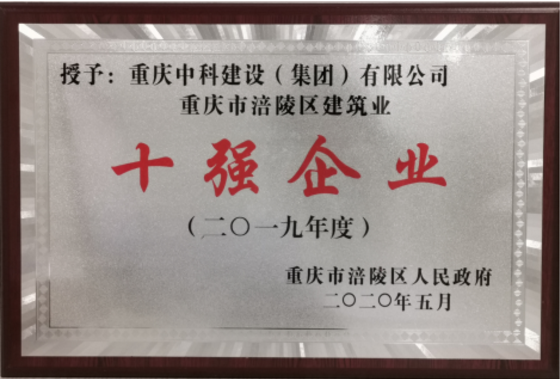 授予：重庆中科建设（集团）有限公司
重庆市涪陵区建筑业
十强企业
（二〇一九年度）
重庆市涪陵区人民政府
二〇二〇年五月